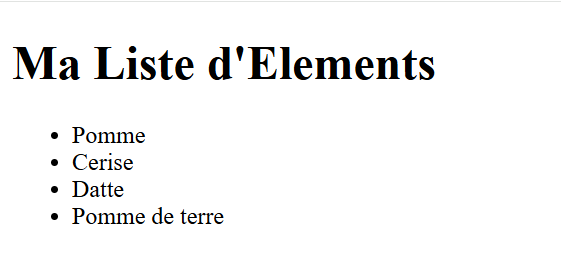 Ma Liste d'Elements
Pomme
Cerise
Datte
Pomme de terre